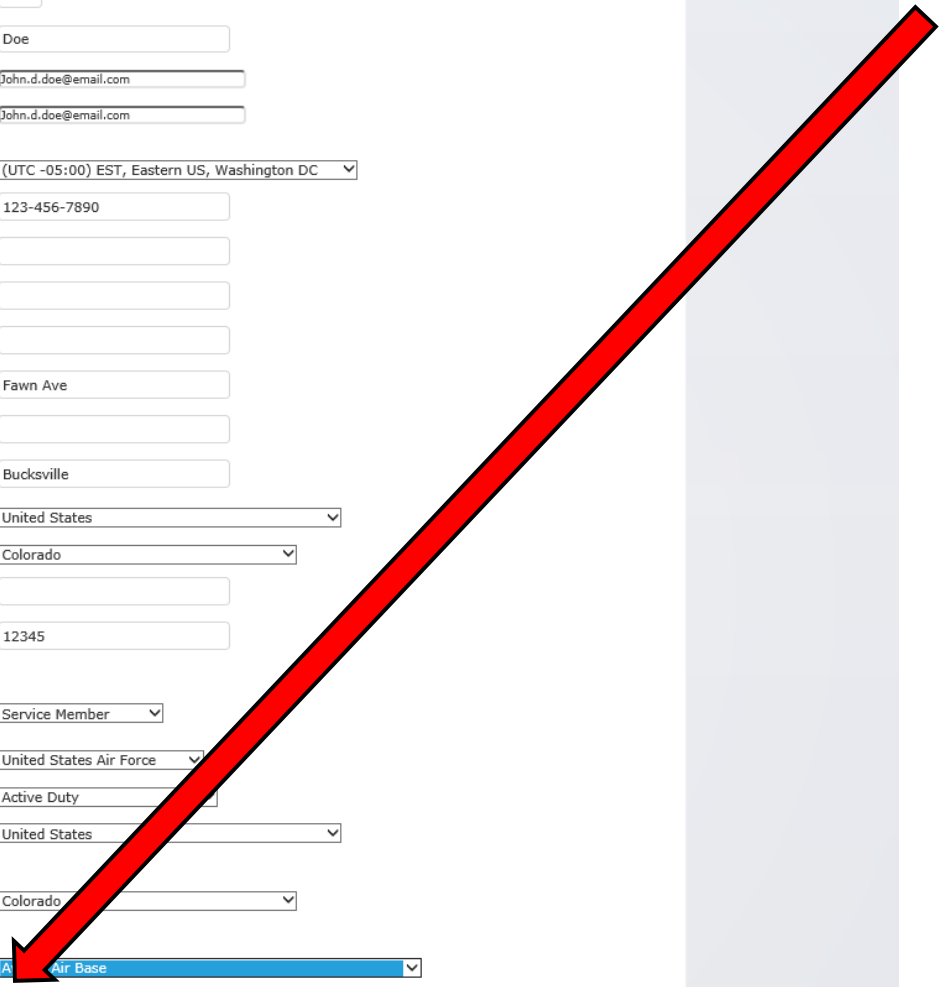 Doe
John.d.doe@email.com
John.d.doe@email.com
(UTC -05:00) EST, Eastern US, Washington DC
123-456-7890
Fawn Ave
Bucksville
United States
Colorado
12345
Service Member
United States Air Force
Active Duty
United States
Colorado
Air Base